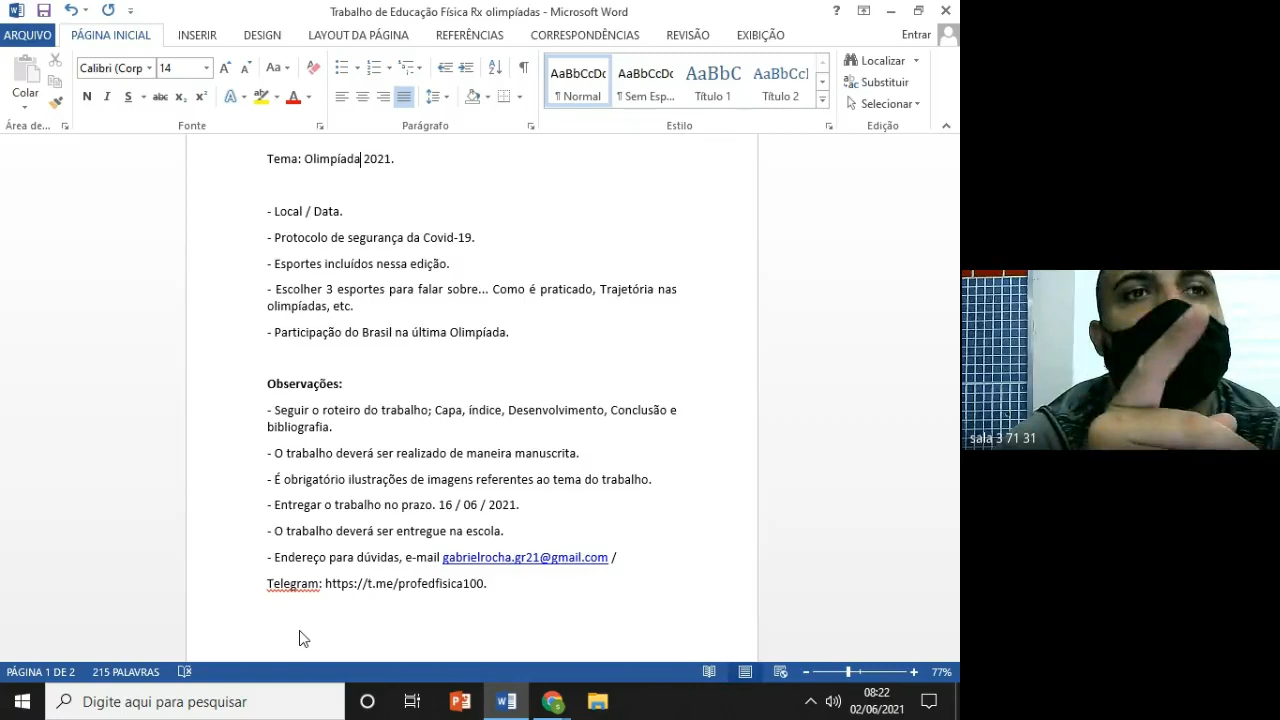 Trabalho de Educação Física Rx olimpíadas - Microsoft Word
ARQUIVO PÁGINA INICIAL INSERIR DESIGN LAYOUT DA PÁGINA REFERÊNCIAS CORRESPONDÊNCIAS REVISÃO EXIBIÇÃO Entrar
Calibri (Corp 14 Aa
Colar
N I S abc x₂ x² A ab A
AaBbCcDc AaBbCcDc AaBbC AaBbCcI
¶ Normal ¶ Sem Esp... Título 1 Título 2
Localizar
Substituir
Selecionar
Área de... Fonte Parágrafo Estilo Edição
Tema: Olimpíada 2021.
- Local / Data.
- Protocolo de segurança da Covid-19.
- Esportes incluídos nessa edição.
- Escolher 3 esportes para falar sobre... Como é praticado, Trajetória nas
olimpíadas, etc.
- Participação do Brasil na última Olimpíada.
Observações:
- Seguir o roteiro do trabalho; Capa, índice, Desenvolvimento, Conclusão e
bibliografia.
- O trabalho deverá ser realizado de maneira manuscrita.
- É obrigatório ilustrações de imagens referentes ao tema do trabalho.
- Entregar o trabalho no prazo. 16 / 06 / 2021.
- O trabalho deverá ser entregue na escola.
- Endereço para dúvidas, e-mail gabrielrocha.gr21@gmail.com /
Telegram: https://t.me/profedfisica100.
sala 3 71 31
PÁGINA 1 DE 2 215 PALAVRAS 77%
Digite aqui para pesquisar
08:22
02/06/2021